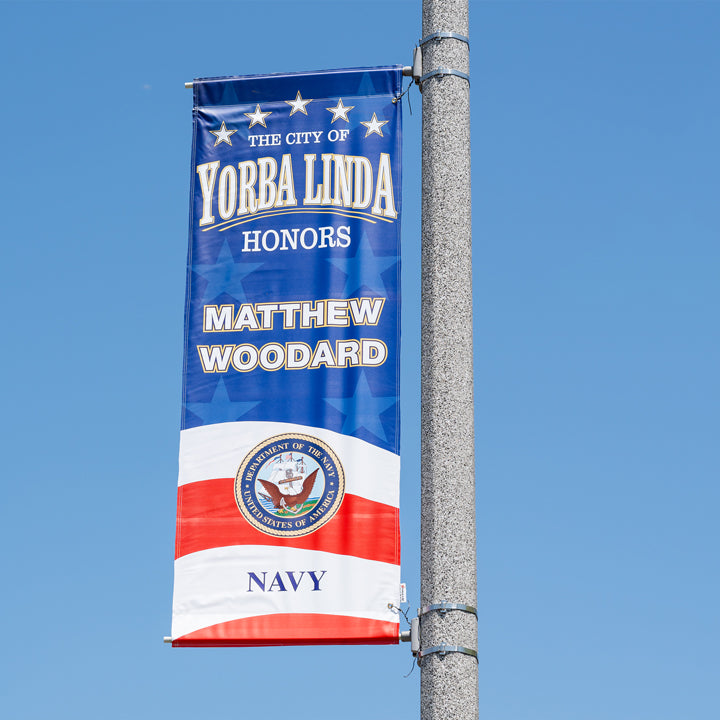 THE CITY OF
YORBA LINDA
HONORS
MATTHEW
WOODARD
DEPARTMENT OF THE NAVY
UNITED STATES OF AMERICA
NAVY